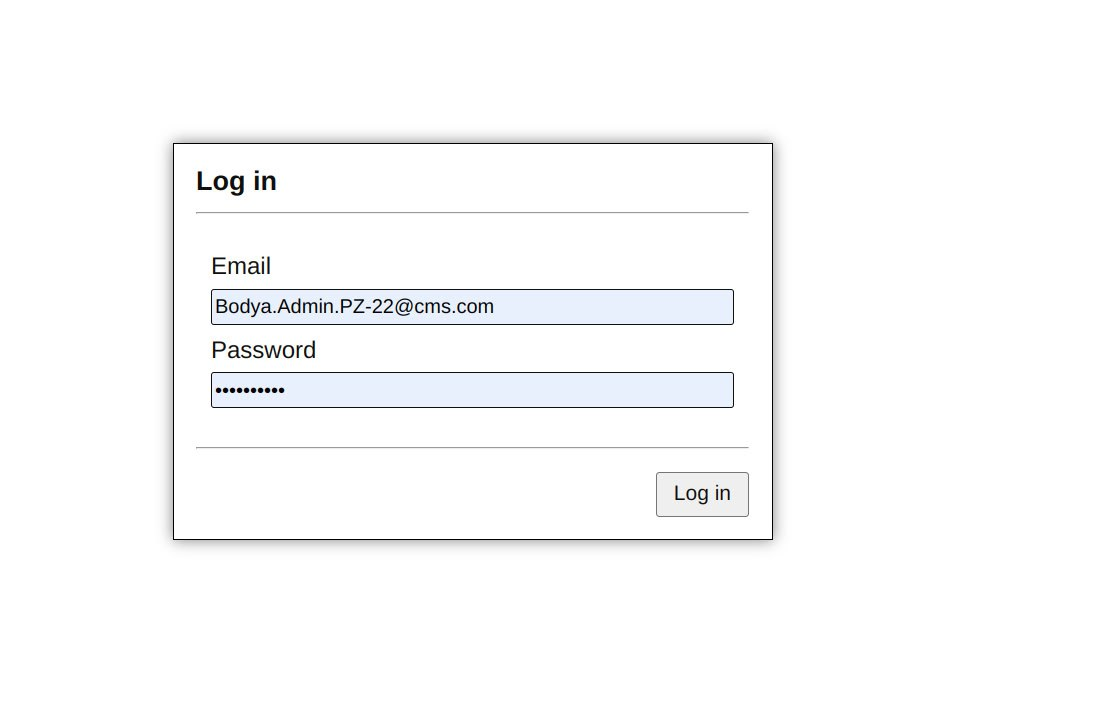 Log in
Email
Bodya.Admin.PZ-22@cms.com
Password
••••••••••
Log in